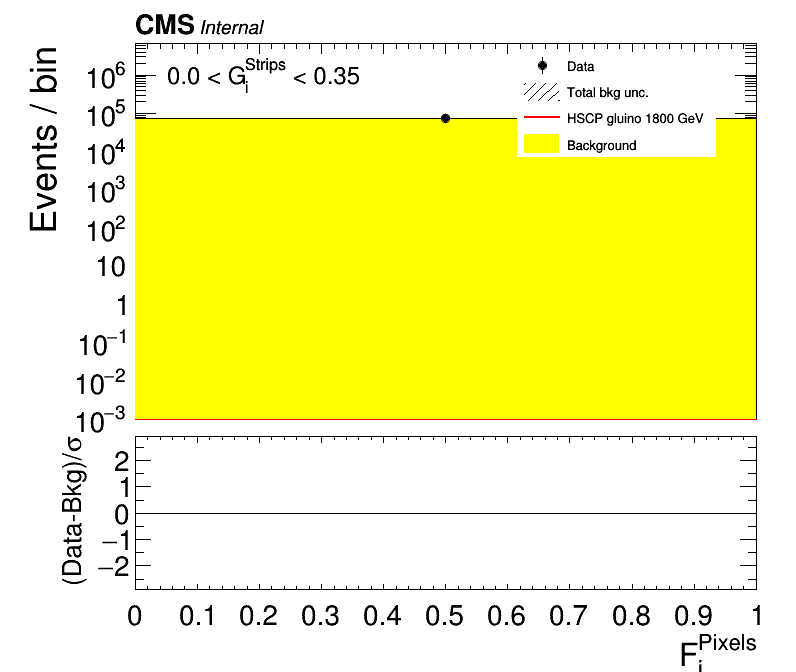 CMS Internal
Events / bin
0.0 < G_i^Strips < 0.35
Data
Total bkg unc.
HSCP gluino 1800 GeV
Background
10^6
10^5
10^4
10^3
10^2
10
1
10^−1
10^−2
10^−3
(Data-Bkg)/σ
2
1
0
−1
−2
0 0.1 0.2 0.3 0.4 0.5 0.6 0.7 0.8 0.9 1
F_i^Pixels